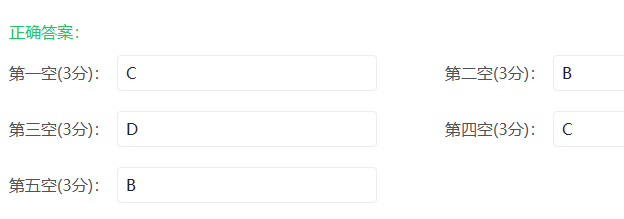 正确答案：
第一空(3分)： C 第二空(3分)： B
第三空(3分)： D 第四空(3分)： C
第五空(3分)： B